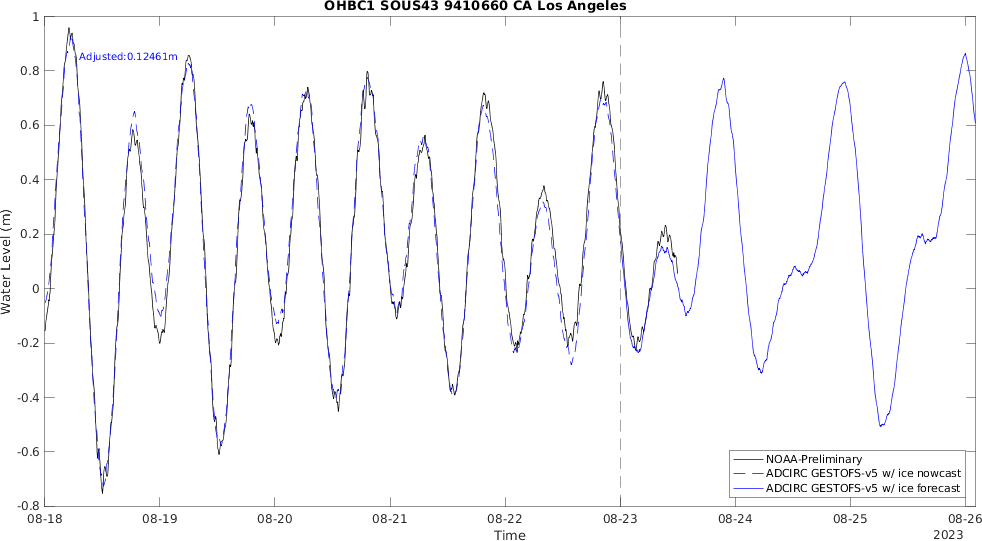 OHBC1 SOUS43 9410660 CA Los Angeles
Adjusted:0.12461m
Water Level (m)
1
0.8
0.6
0.4
0.2
0
-0.2
-0.4
-0.6
-0.8
NOAA-Preliminary
ADCIRC GESTOFS-v5 w/ ice nowcast
ADCIRC GESTOFS-v5 w/ ice forecast
08-18 08-19 08-20 08-21 08-22 08-23 08-24 08-25 08-26
Time
2023